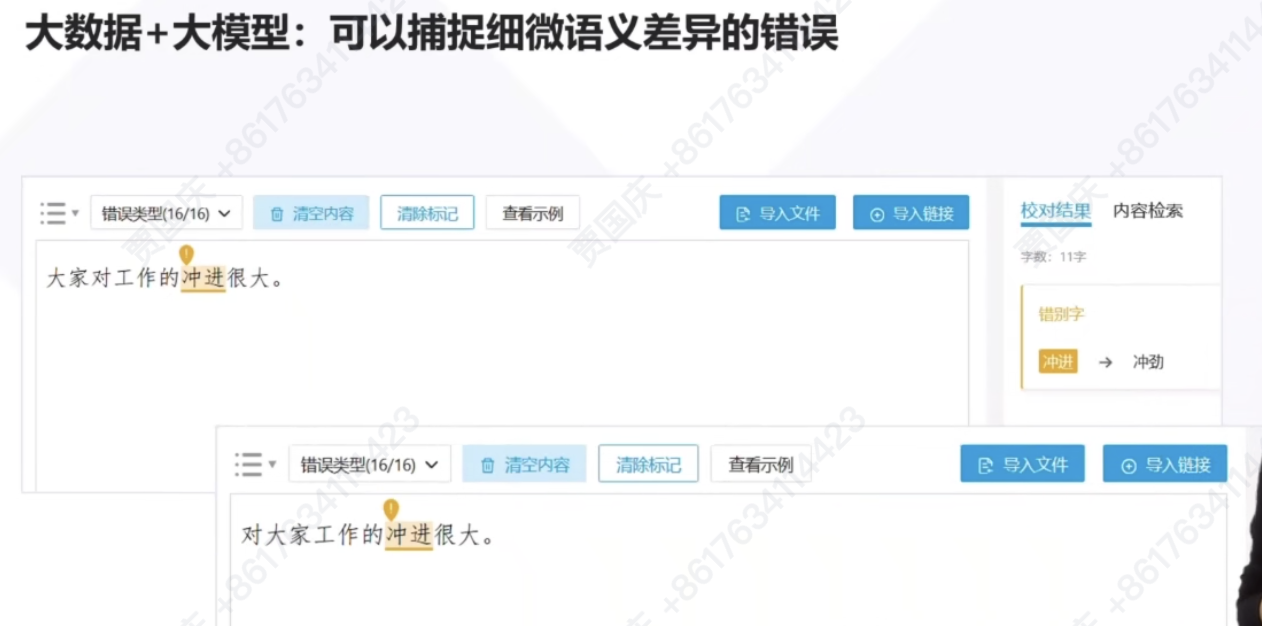 大数据+大模型：可以捕捉细微语义差异的错误
错误类型(16/16) 清空内容 清除标记 查看示例 导入文件 导入链接
校对结果 内容检索
字数：11字
大家对工作的冲进很大。
错别字
冲进 → 冲劲
错误类型(16/16) 清空内容 清除标记 查看示例 导入文件 导入链接
对大家工作的冲进很大。
贾国庆 +8617634114423